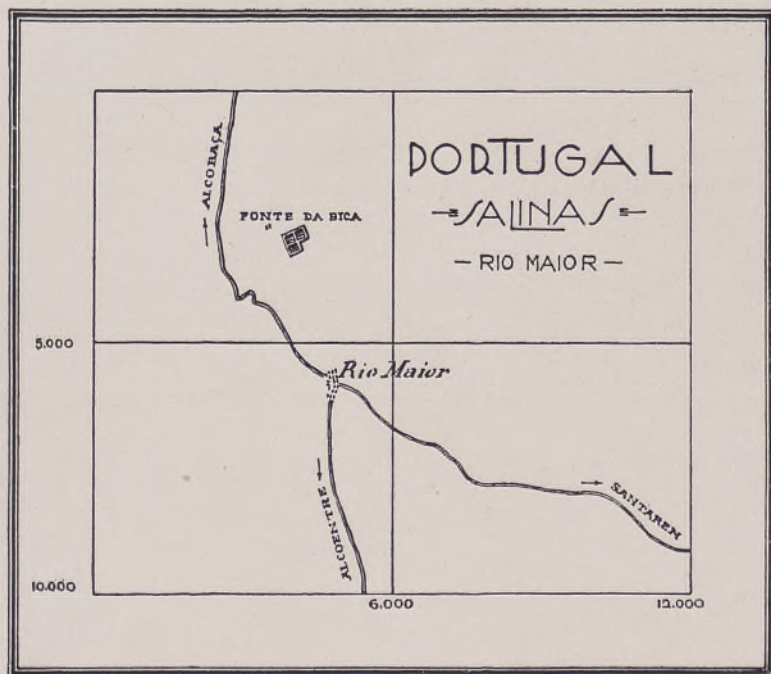 PORTUGAL
SALINAS
— RIO MAIOR —
ALCOBAÇA
FONTE DA BICA
"
5.000
Rio Maior
ALCOENTRE
SANTAREM
10.000
6.000
12.000